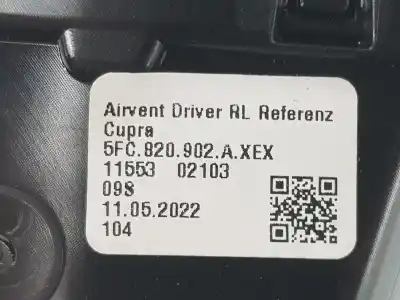 Airvent Driver RL Referenz
Cupra
5FC.820.902.A.XEX
11553 02103
098
11.05.2022
104